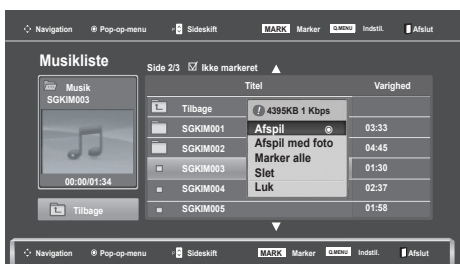 Navigation Pop-op-menu P Sideskift MARK Marker Q.MENU Indstil. Afslut
Musikliste
Side 2/3 Ikke markeret
Musik
SGKIM003
00:00/01:34
Tilbage
Titel Varighed
Tilbage
SGKIM001 03:33
SGKIM002 04:45
SGKIM003 01:30
SGKIM004 02:37
SGKIM005 01:58
4395KB 1 Kbps
Afspil
Afspil med foto
Marker alle
Slet
Luk
Navigation Pop-op-menu P Sideskift MARK Marker Q.MENU Indstil. Afslut